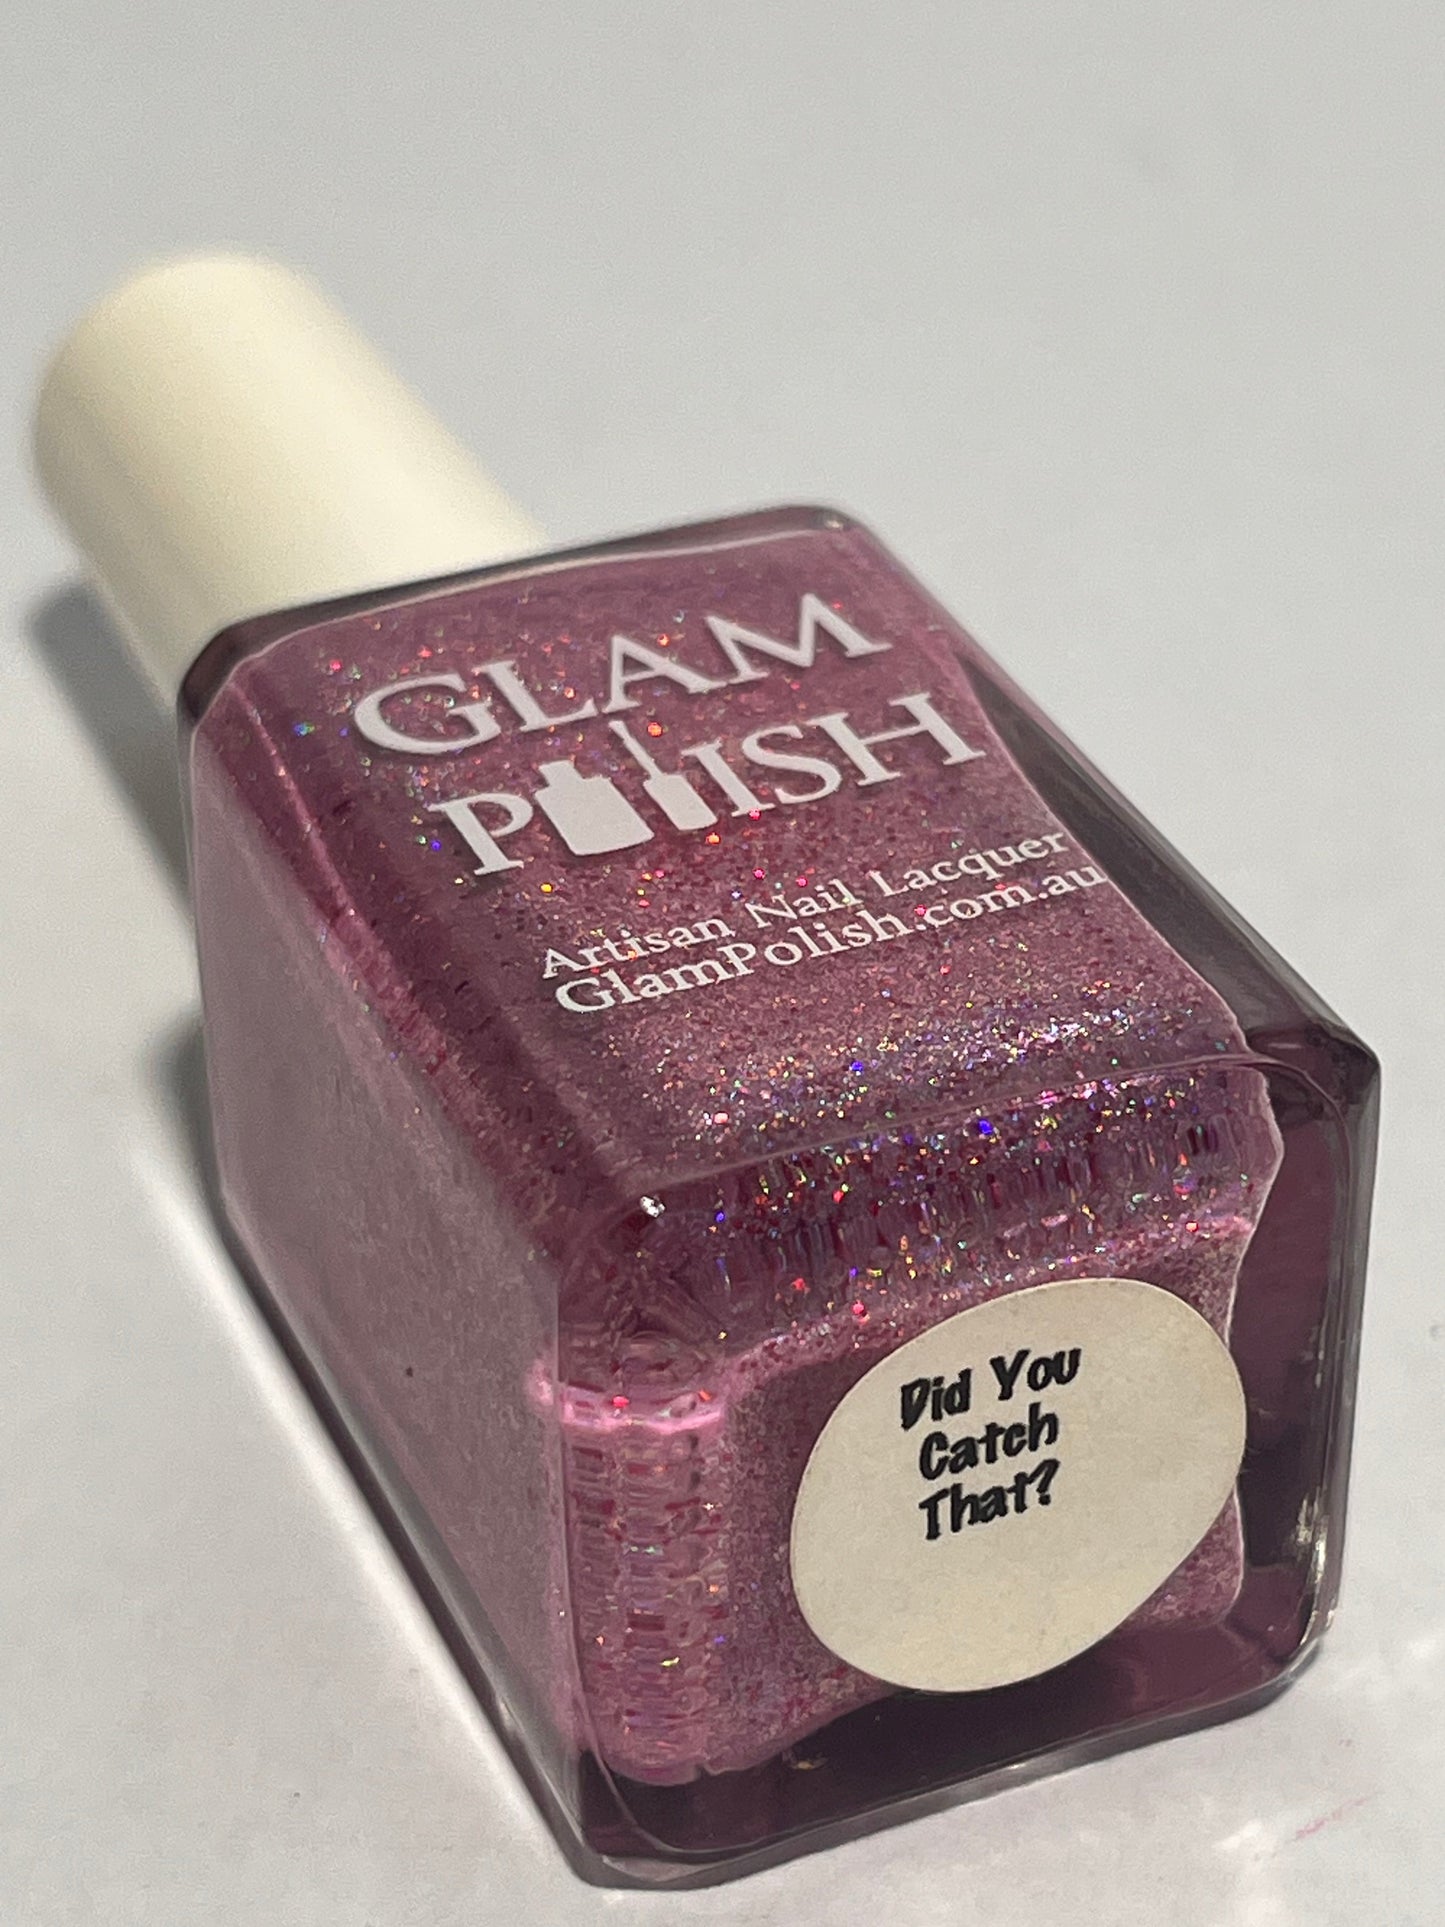 GLAM
POLISH
Artisan Nail Lacquer
GlamPolish.com.au
Did You
Catch
That?